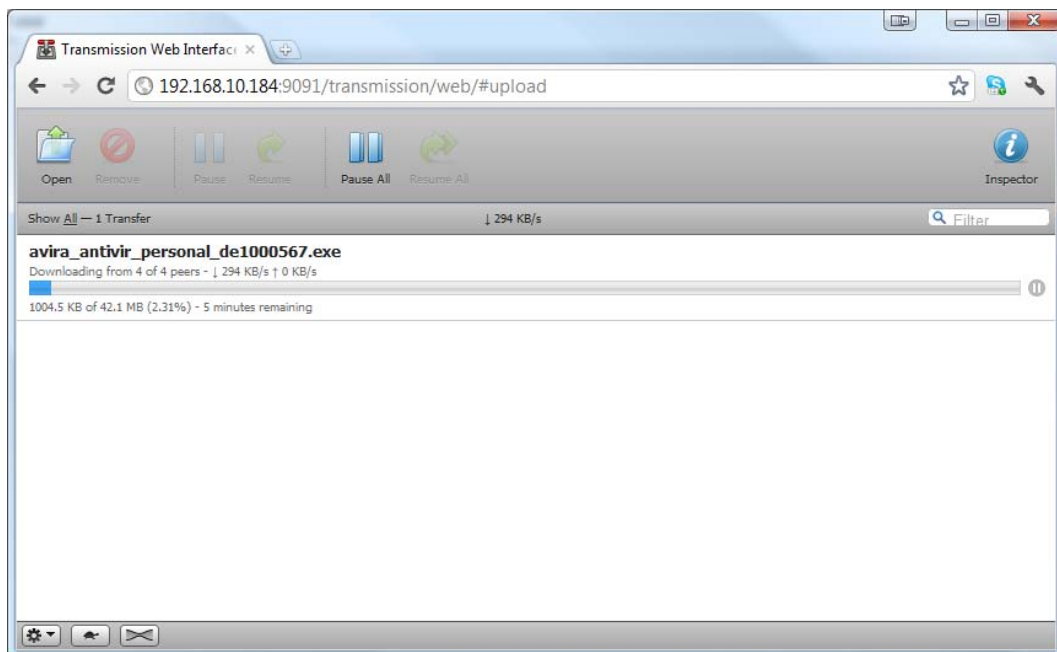 Transmission Web Interfac
192.168.10.184:9091/transmission/web/#upload
Open Remove Pause Resume Pause All Resume All Inspector
Show All — 1 Transfer ↓ 294 KB/s Filter
avira_antivir_personal_de1000567.exe
Downloading from 4 of 4 peers - ↓ 294 KB/s ↑ 0 KB/s
1004.5 KB of 42.1 MB (2.31%) - 5 minutes remaining